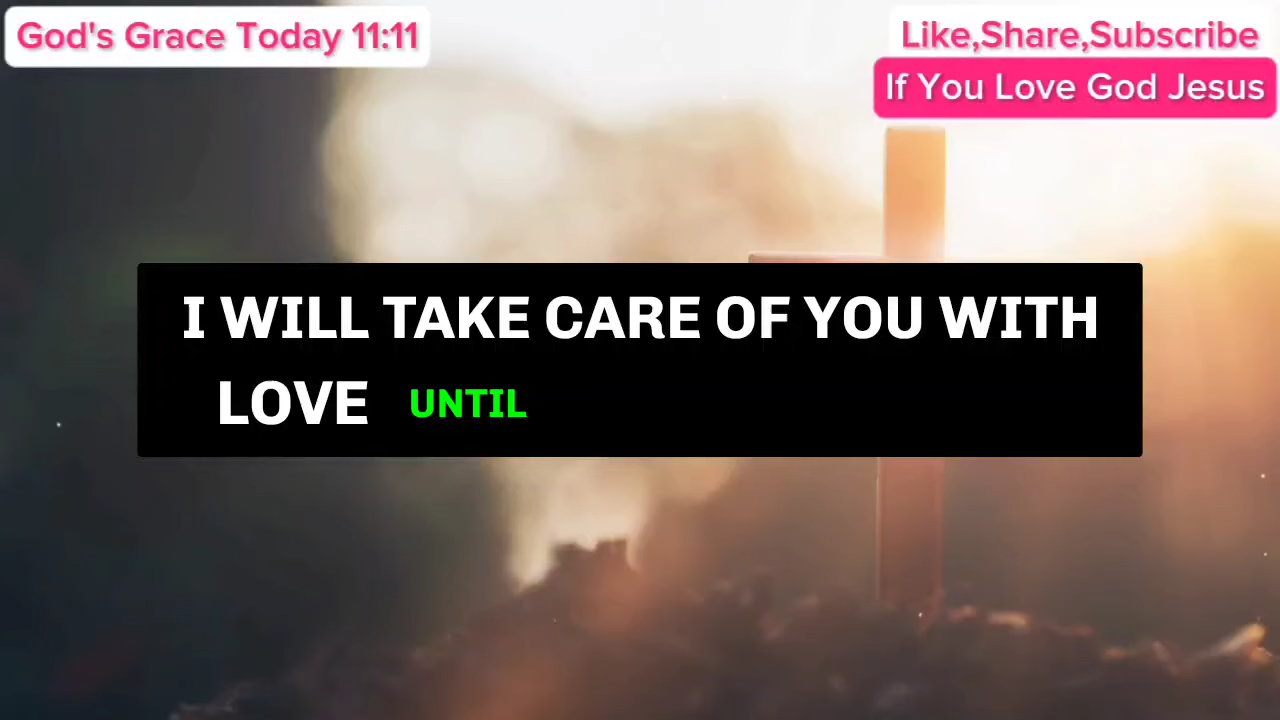 God's Grace Today 11:11
Like,Share,Subscribe
If You Love God Jesus
I WILL TAKE CARE OF YOU WITH
LOVE UNTIL